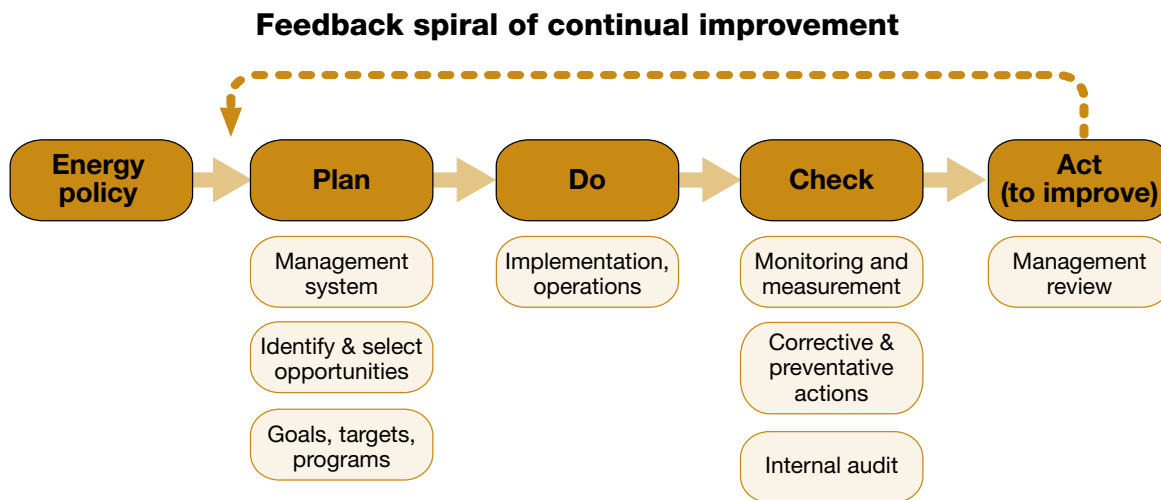 Feedback spiral of continual improvement
Energy
policy
Plan
Do
Check
Act
(to improve)
Management
system
Identify & select
opportunities
Goals, targets,
programs
Implementation,
operations
Monitoring and
measurement
Corrective &
preventative
actions
Internal audit
Management
review